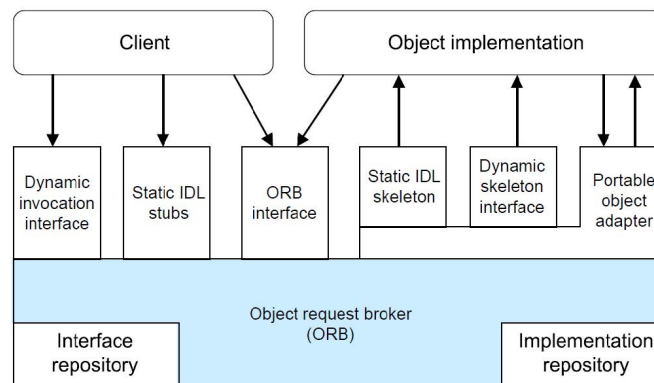 Client
Object implementation
Dynamic
invocation
interface
Static IDL
stubs
ORB
interface
Static IDL
skeleton
Dynamic
skeleton
interface
Portable
object
adapter
Object request broker
(ORB)
Interface
repository
Implementation
repository